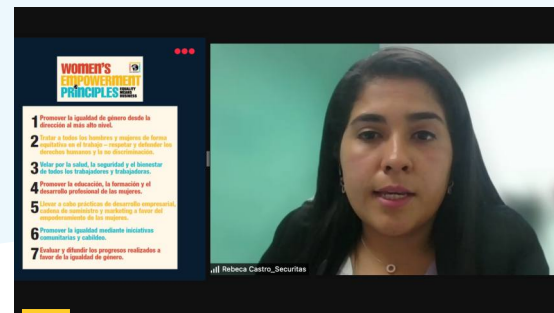 WOMEN'S
EMPOWERMENT
PRINCIPLES
EQUALITY
MEANS
BUSINESS
1 Promover la igualdad de género desde la
dirección al más alto nivel.
2 Tratar a todos los hombres y mujeres de forma
equitativa en el trabajo – respetar y defender los
derechos humanos y la no discriminación.
3 Velar por la salud, la seguridad y el bienestar
de todos los trabajadores y trabajadoras.
4 Promover la educación, la formación y el
desarrollo profesional de las mujeres.
5 Llevar a cabo prácticas de desarrollo empresarial,
cadena de suministro y marketing a favor del
empoderamiento de las mujeres.
6 Promover la igualdad mediante iniciativas
comunitarias y cabildeo.
7 Evaluar y difundir los progresos realizados a
favor de la igualdad de género.
Rebeca Castro_Securitas